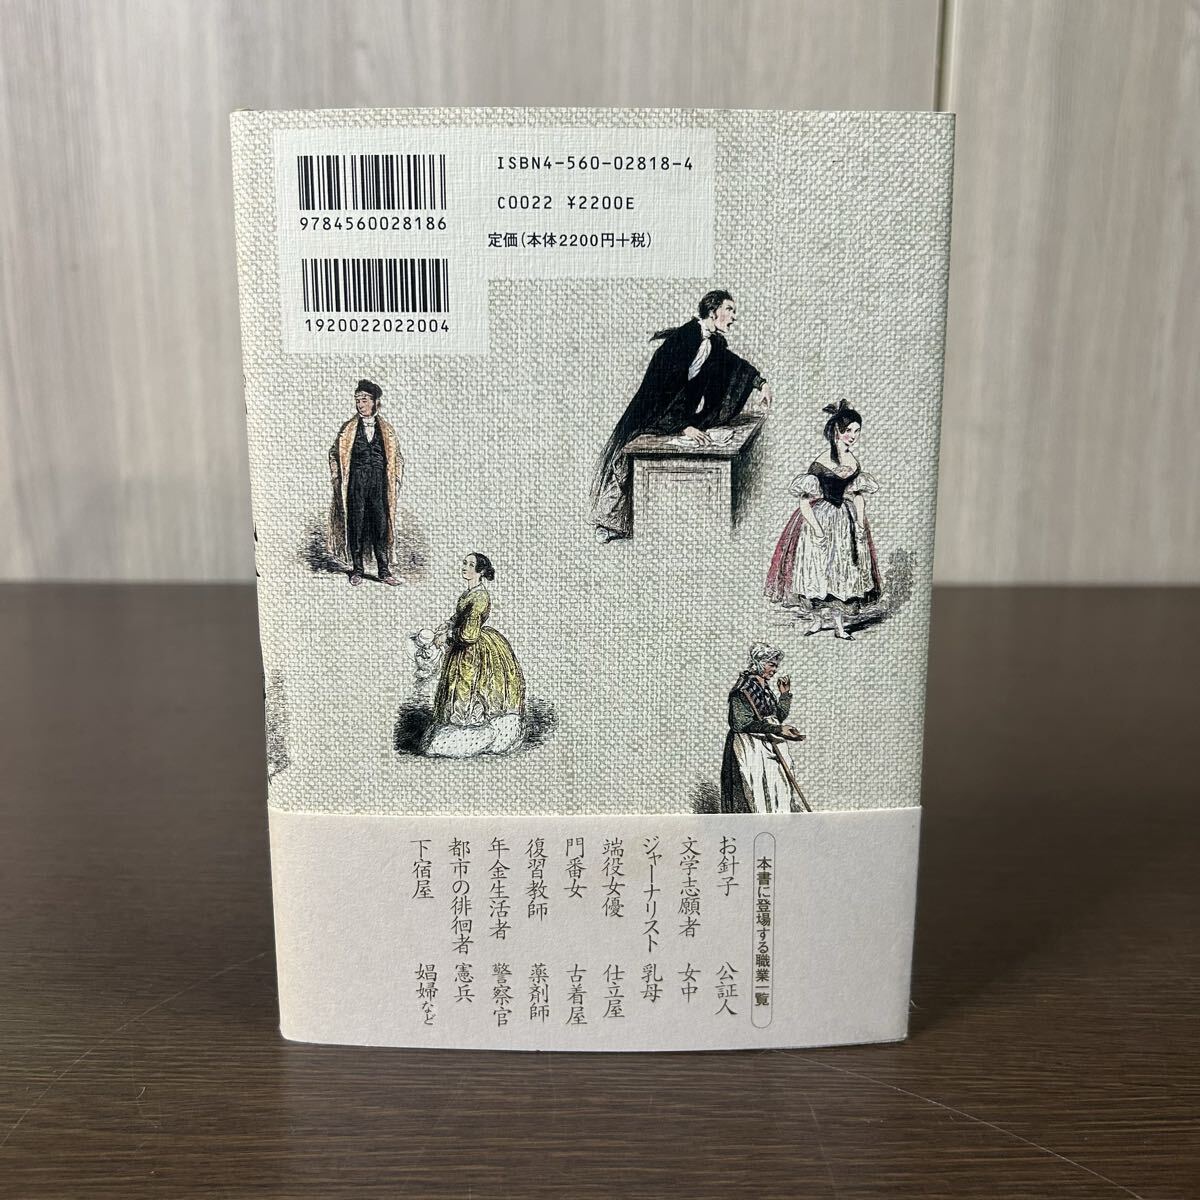 ISBN4-560-02818-4
C0022 ¥2200E
定価(本体2200円+税)
9784560028186
1920022022004
本書に登場する職業一覧
お針子 公証人
文学志願者 女中
ジャーナリスト 乳母
端役女優 仕立屋
門番女 古着屋
復習教師 薬剤師
年金生活者 警察官
都市の徘徊者 憲兵
下宿屋 娼婦など